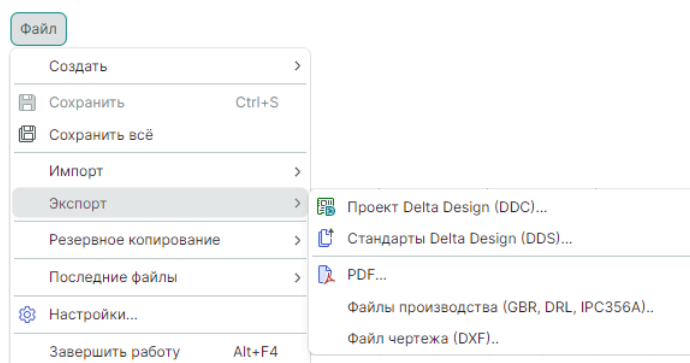 Файл
Создать
Сохранить Ctrl+S
Сохранить всё
Импорт
Экспорт
Проект Delta Design (DDC)...
Стандарты Delta Design (DDS)...
Резервное копирование
Последние файлы
PDF...
Настройки...
Файлы производства (GBR, DRL, IPC356A)..
Файл чертежа (DXF)..
Завершить работу Alt+F4